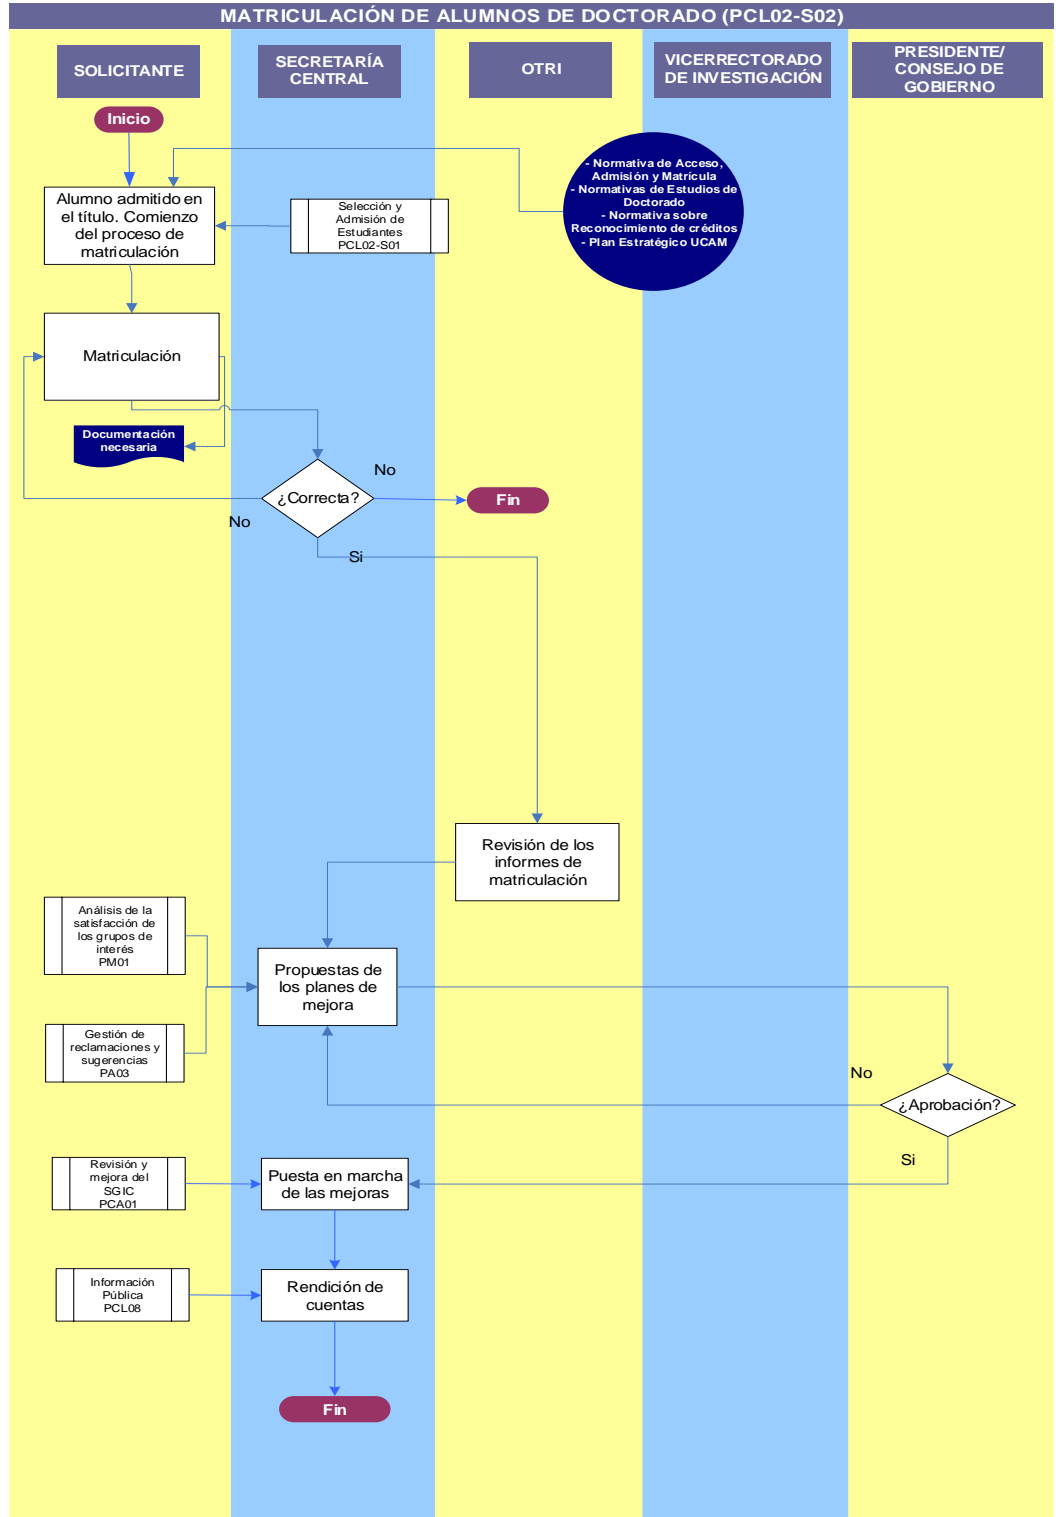 MATRICULACIÓN DE ALUMNOS DE DOCTORADO (PCL02-S02)
SOLICITANTE
SECRETARÍA
CENTRAL
OTRI
VICERRECTORADO
DE INVESTIGACIÓN
PRESIDENTE/
CONSEJO DE
GOBIERNO
Inicio
- Normativa de Acceso,
Admisión y Matrícula
- Normativas de Estudios de
Doctorado
- Normativa sobre
Reconocimiento de créditos
- Plan Estratégico UCAM
Alumno admitido en
el título. Comienzo
del proceso de
matriculación
Selección y
Admisión de
Estudiantes
PCL02-S01
Matriculación
Documentación
necesaria
¿Correcta?
No
Fin
No
Si
Revisión de los
informes de
matriculación
Análisis de la
satisfacción de
los grupos de
interés
PM01
Propuestas de
los planes de
mejora
Gestión de
reclamaciones y
sugerencias
PA03
No
¿Aprobación?
Si
Revisión y
mejora del
SGIC
PCA01
Puesta en marcha
de las mejoras
Información
Pública
PCL08
Rendición de
cuentas
Fin